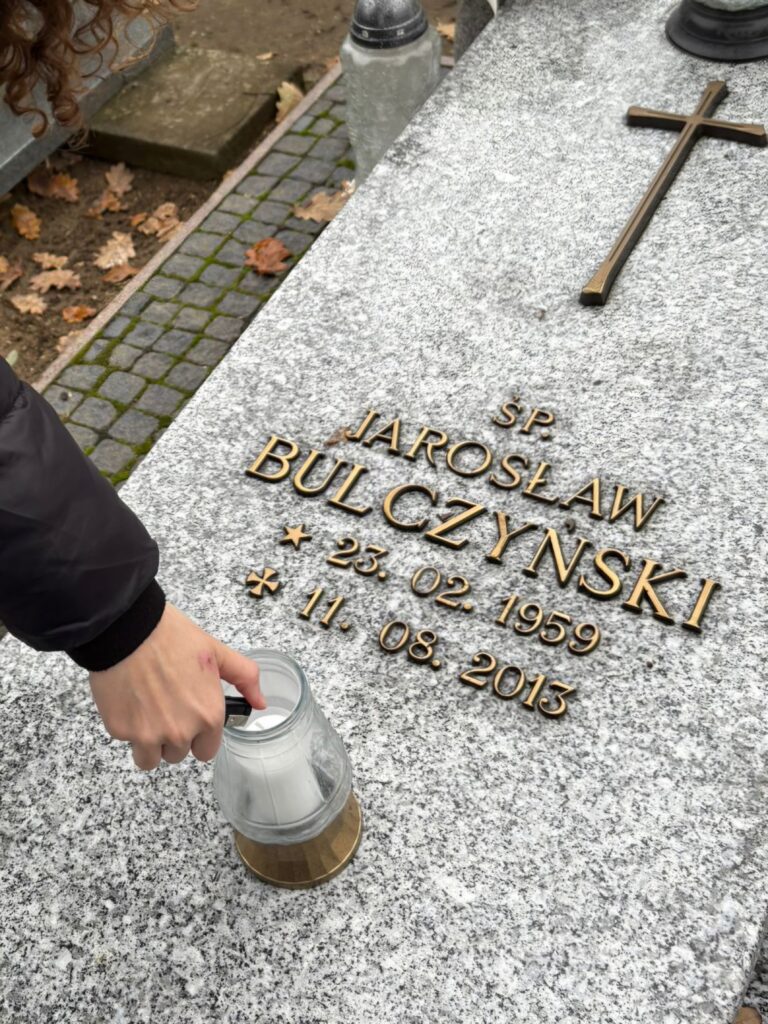 ŚP.
JAROSŁAW
BULCZYŃSKI
23. 02. 1959
11. 08. 2013